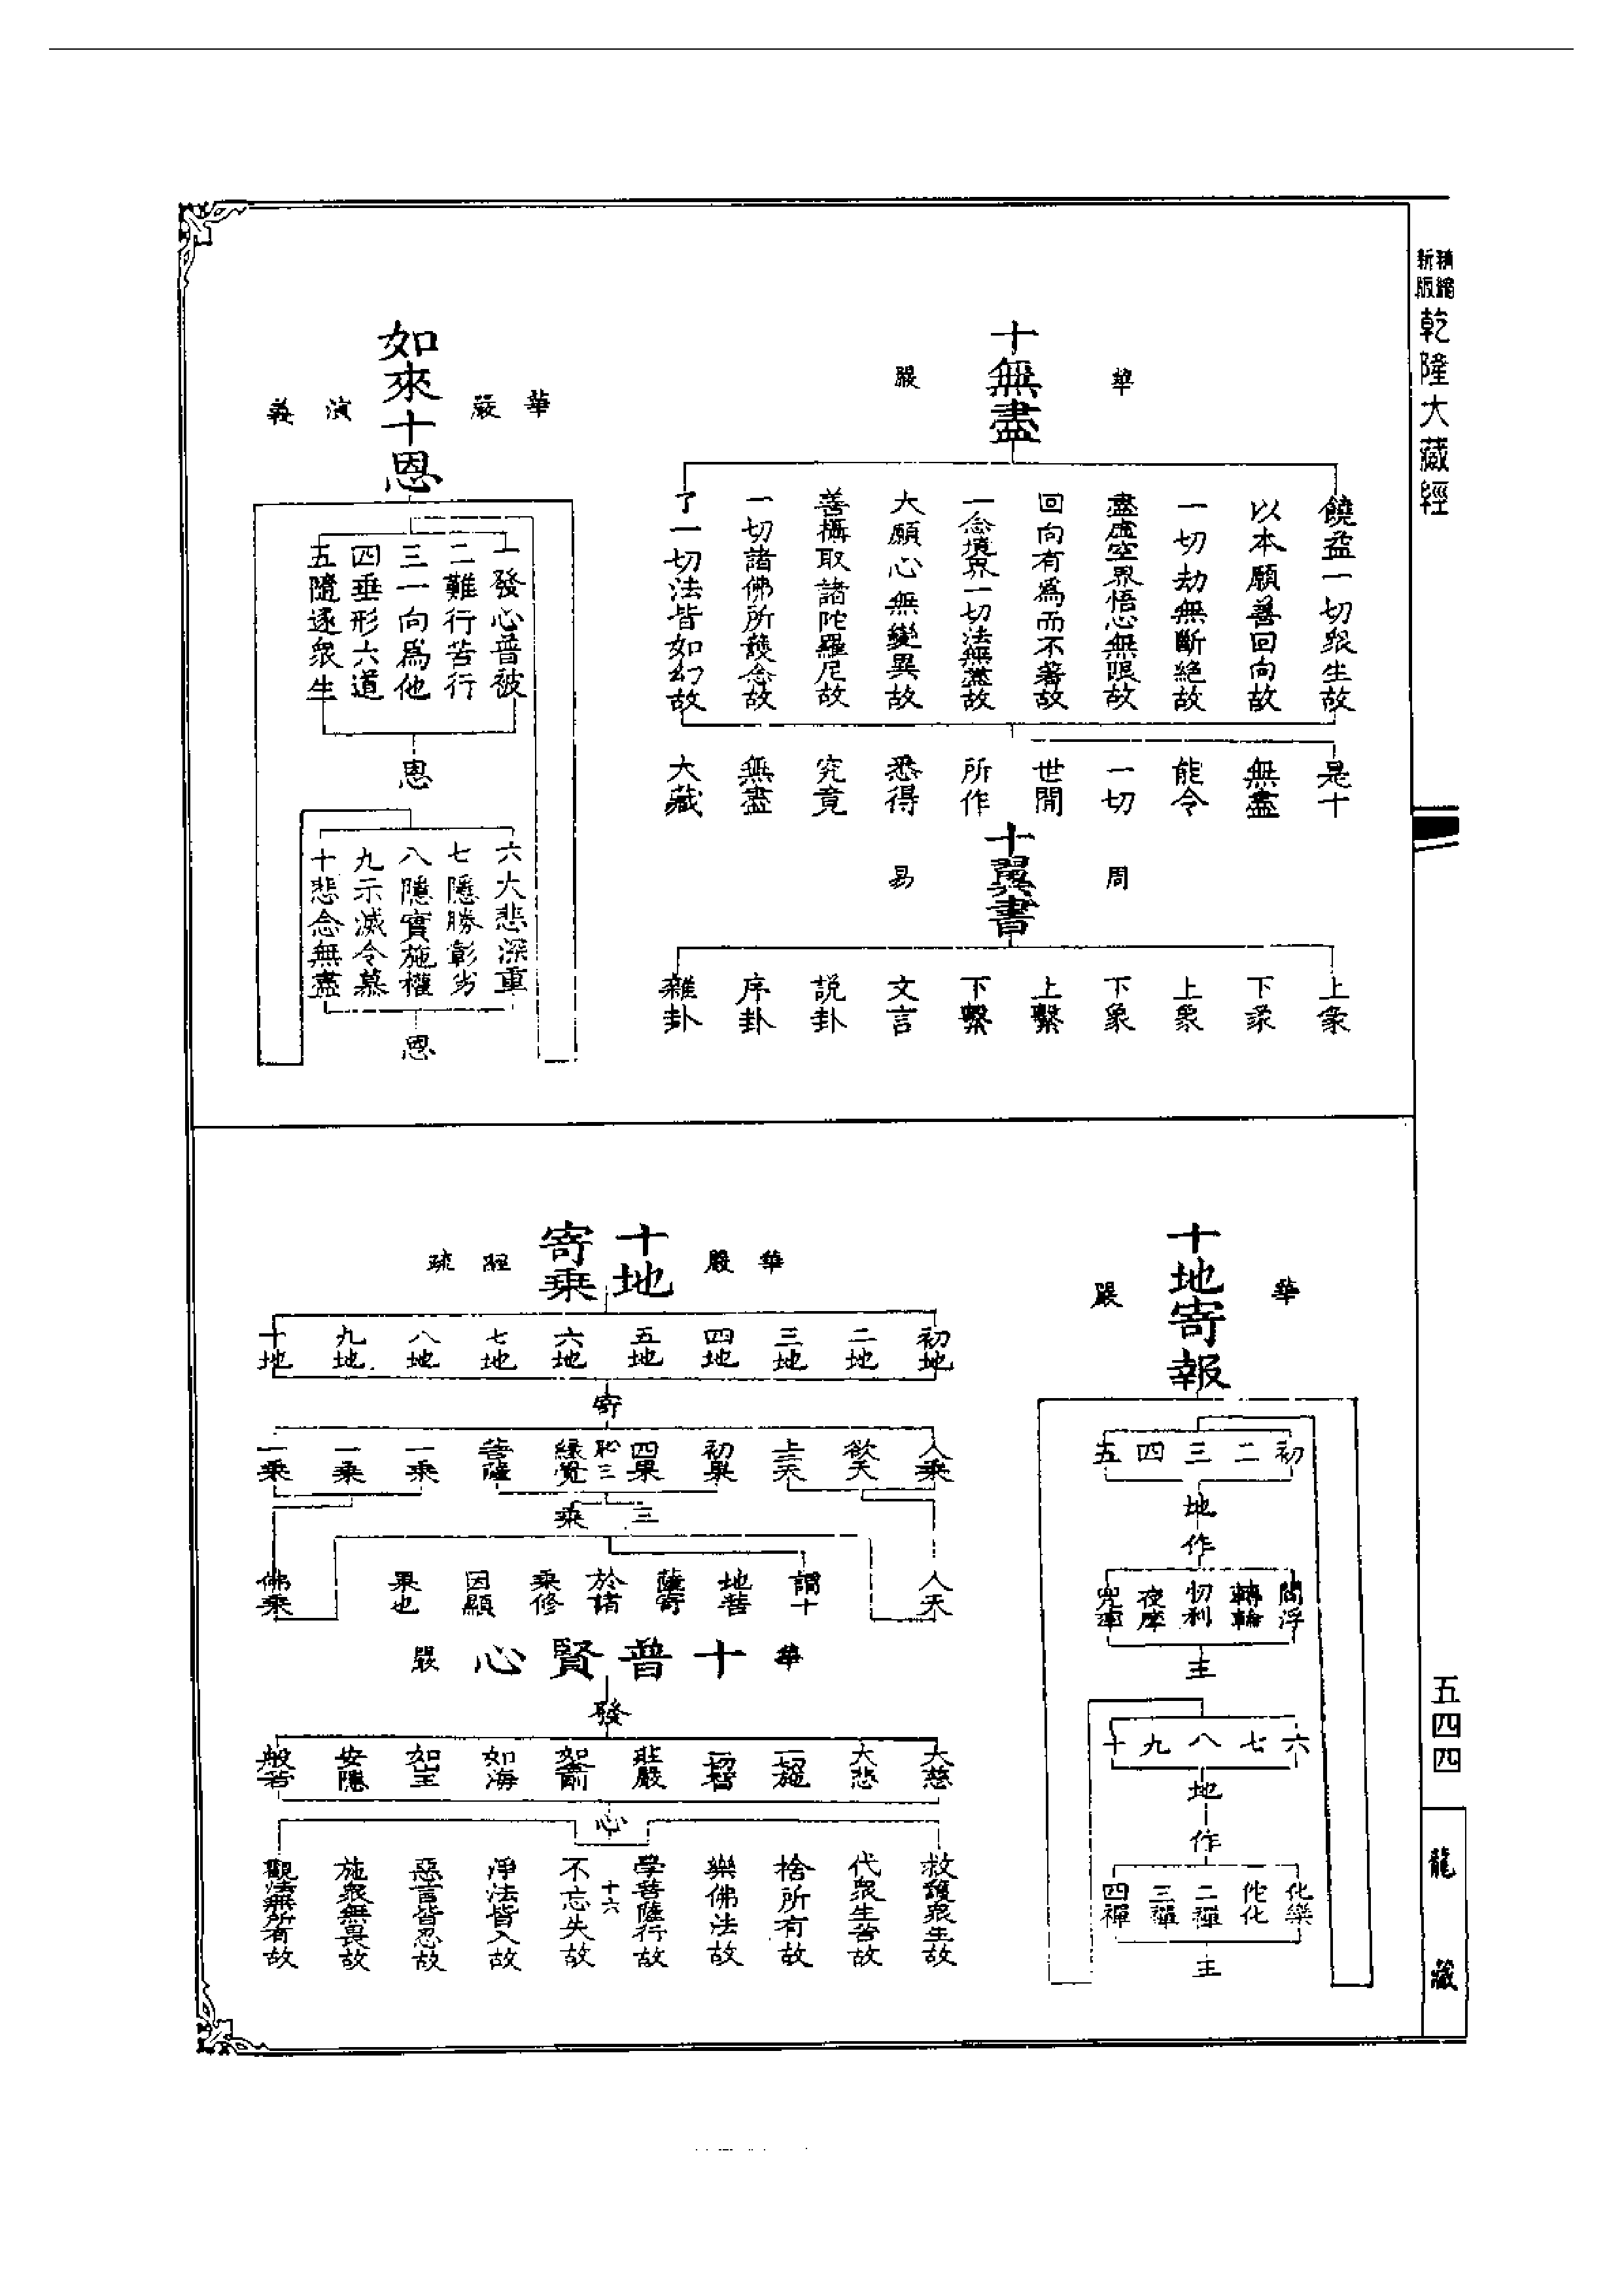 精縮
新版
乾隆大藏經
十無盡
華嚴
饒益一切衆生故
以本願善回向故
一切劫無斷絕故
盡虛空界悟心無限故
回向有爲而不著故
一念境界一切法無盡故
大願心無變異故
善攝取諸陀羅尼故
一切諸佛所護念故
了一切法皆如幻故
是十
無盡
能令
一切
世間
所作
悉得
究竟
無盡
大藏
十翼書
周易
上彖
下彖
上象
下象
上繫
下繫
文言
說卦
序卦
雜卦
如來十恩
華嚴演義
一發心普被
二難行苦行
三一向爲他
四垂形六道
五隨逐衆生
恩
六大悲深重
七隱勝彰劣
八隱實施權
九示滅令慕
十悲念無盡
恩
十地寄報
華嚴
初
二
三
四
五
地
作
閻浮
轉輪
忉利
夜摩
兜率
主
六
七
八
九
十
地
作
化樂
佗化
二禪
三禪
四禪
主
十地
寄乘
華嚴經疏
初地
二地
三地
四地
五地
六地
七地
八地
九地
十地
寄
人乘
欲天
上天
初果
四果
緣覺
菩薩
一乘
一乘
一乘
三乘
人天
謂十
地菩
薩寄
於諸
乘修
因顯
果也
佛乘
十普賢心
華嚴
發
大慈
大悲
一切施
一切智
莊嚴
如海
安隱
般若
心
救護衆生故
代衆生苦故
捨所有故
樂佛法故
學菩薩行故
十六
不忘失故
淨法皆入故
惡言皆忍故
施衆無畏故
觀法無所有故
五四四
龍藏